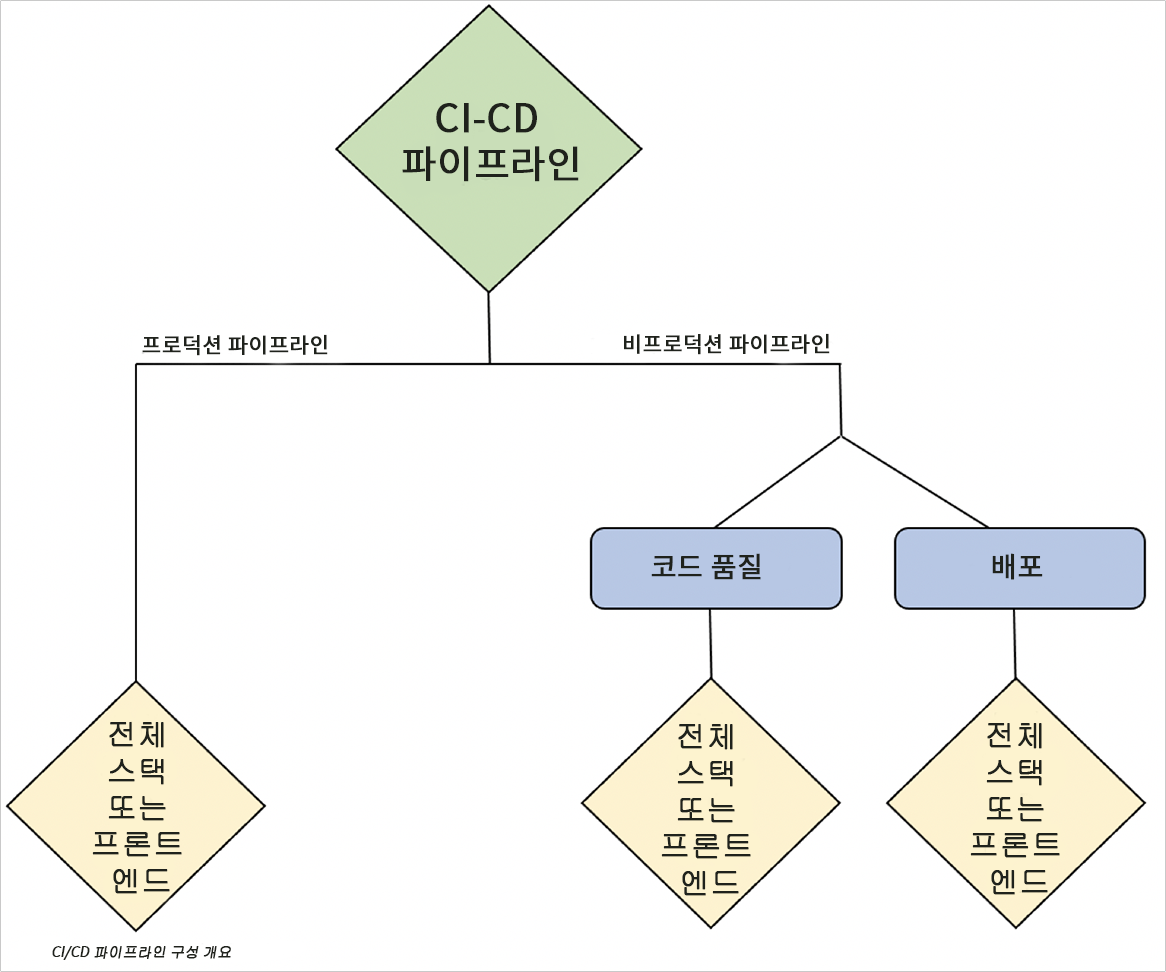 CI-CD
파이프라인
프로덕션 파이프라인
비프로덕션 파이프라인
코드 품질
배포
전체
스택
또는
프론트
엔드
전체
스택
또는
프론트
엔드
전체
스택
또는
프론트
엔드
CI/CD 파이프라인 구성 개요